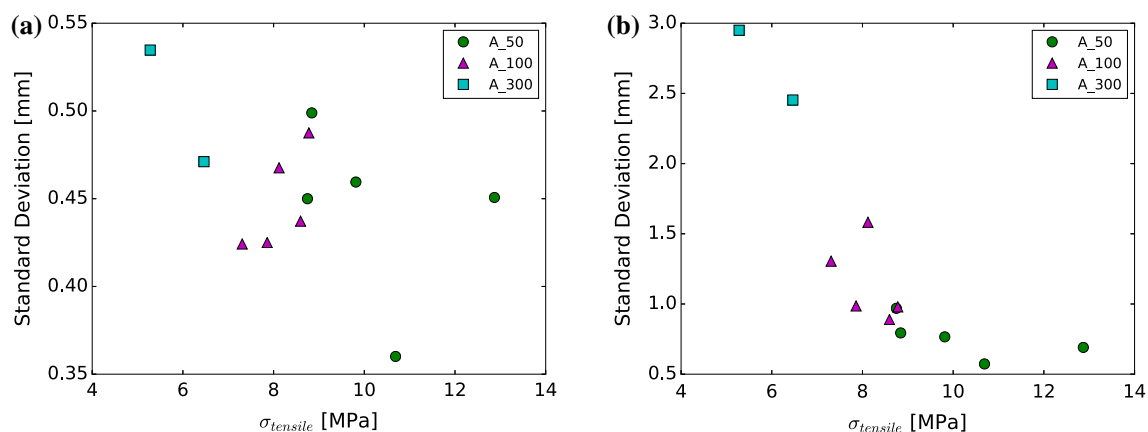 (a)
0.55
0.50
0.45
0.40
0.35
Standard Deviation [mm]
4 6 8 10 12 14
σtensile [MPa]
A_50
A_100
A_300
(b)
3.0
2.5
2.0
1.5
1.0
0.5
Standard Deviation [mm]
4 6 8 10 12 14
σtensile [MPa]
A_50
A_100
A_300